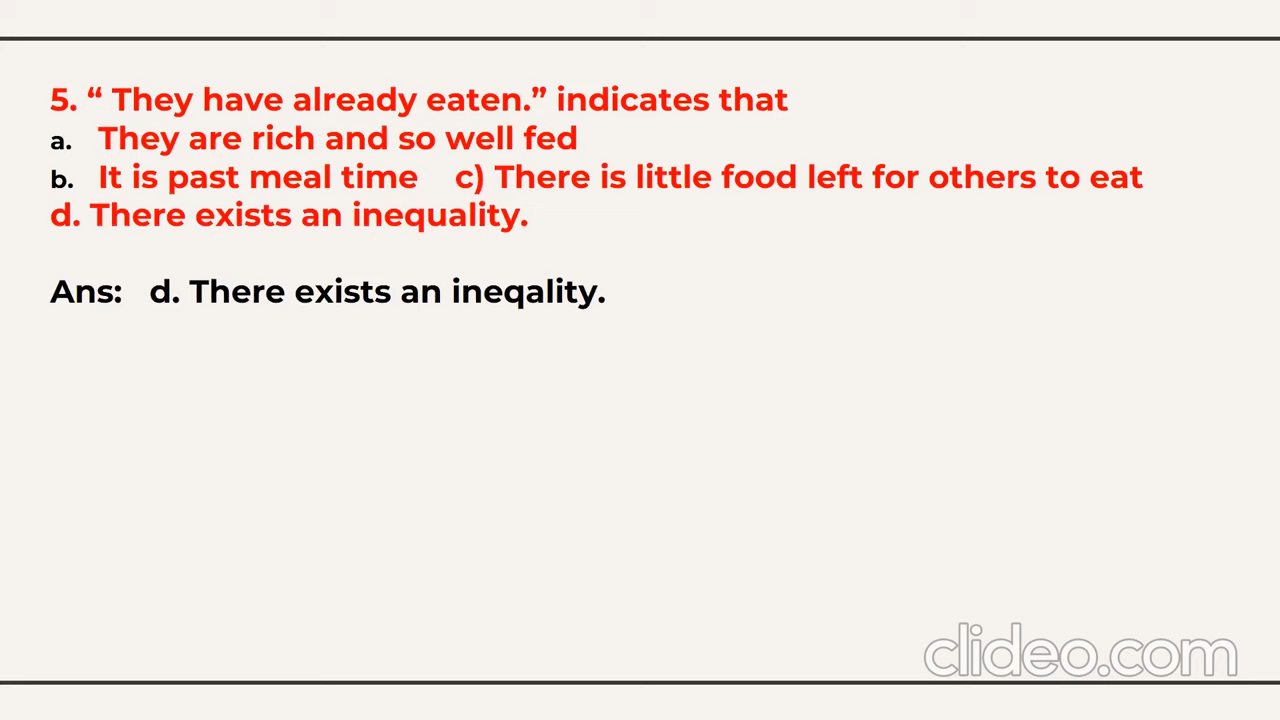 5. “ They have already eaten.” indicates that
a. They are rich and so well fed
b. It is past meal time c) There is little food left for others to eat
d. There exists an inequality.
Ans: d. There exists an ineqality.
clideo.com